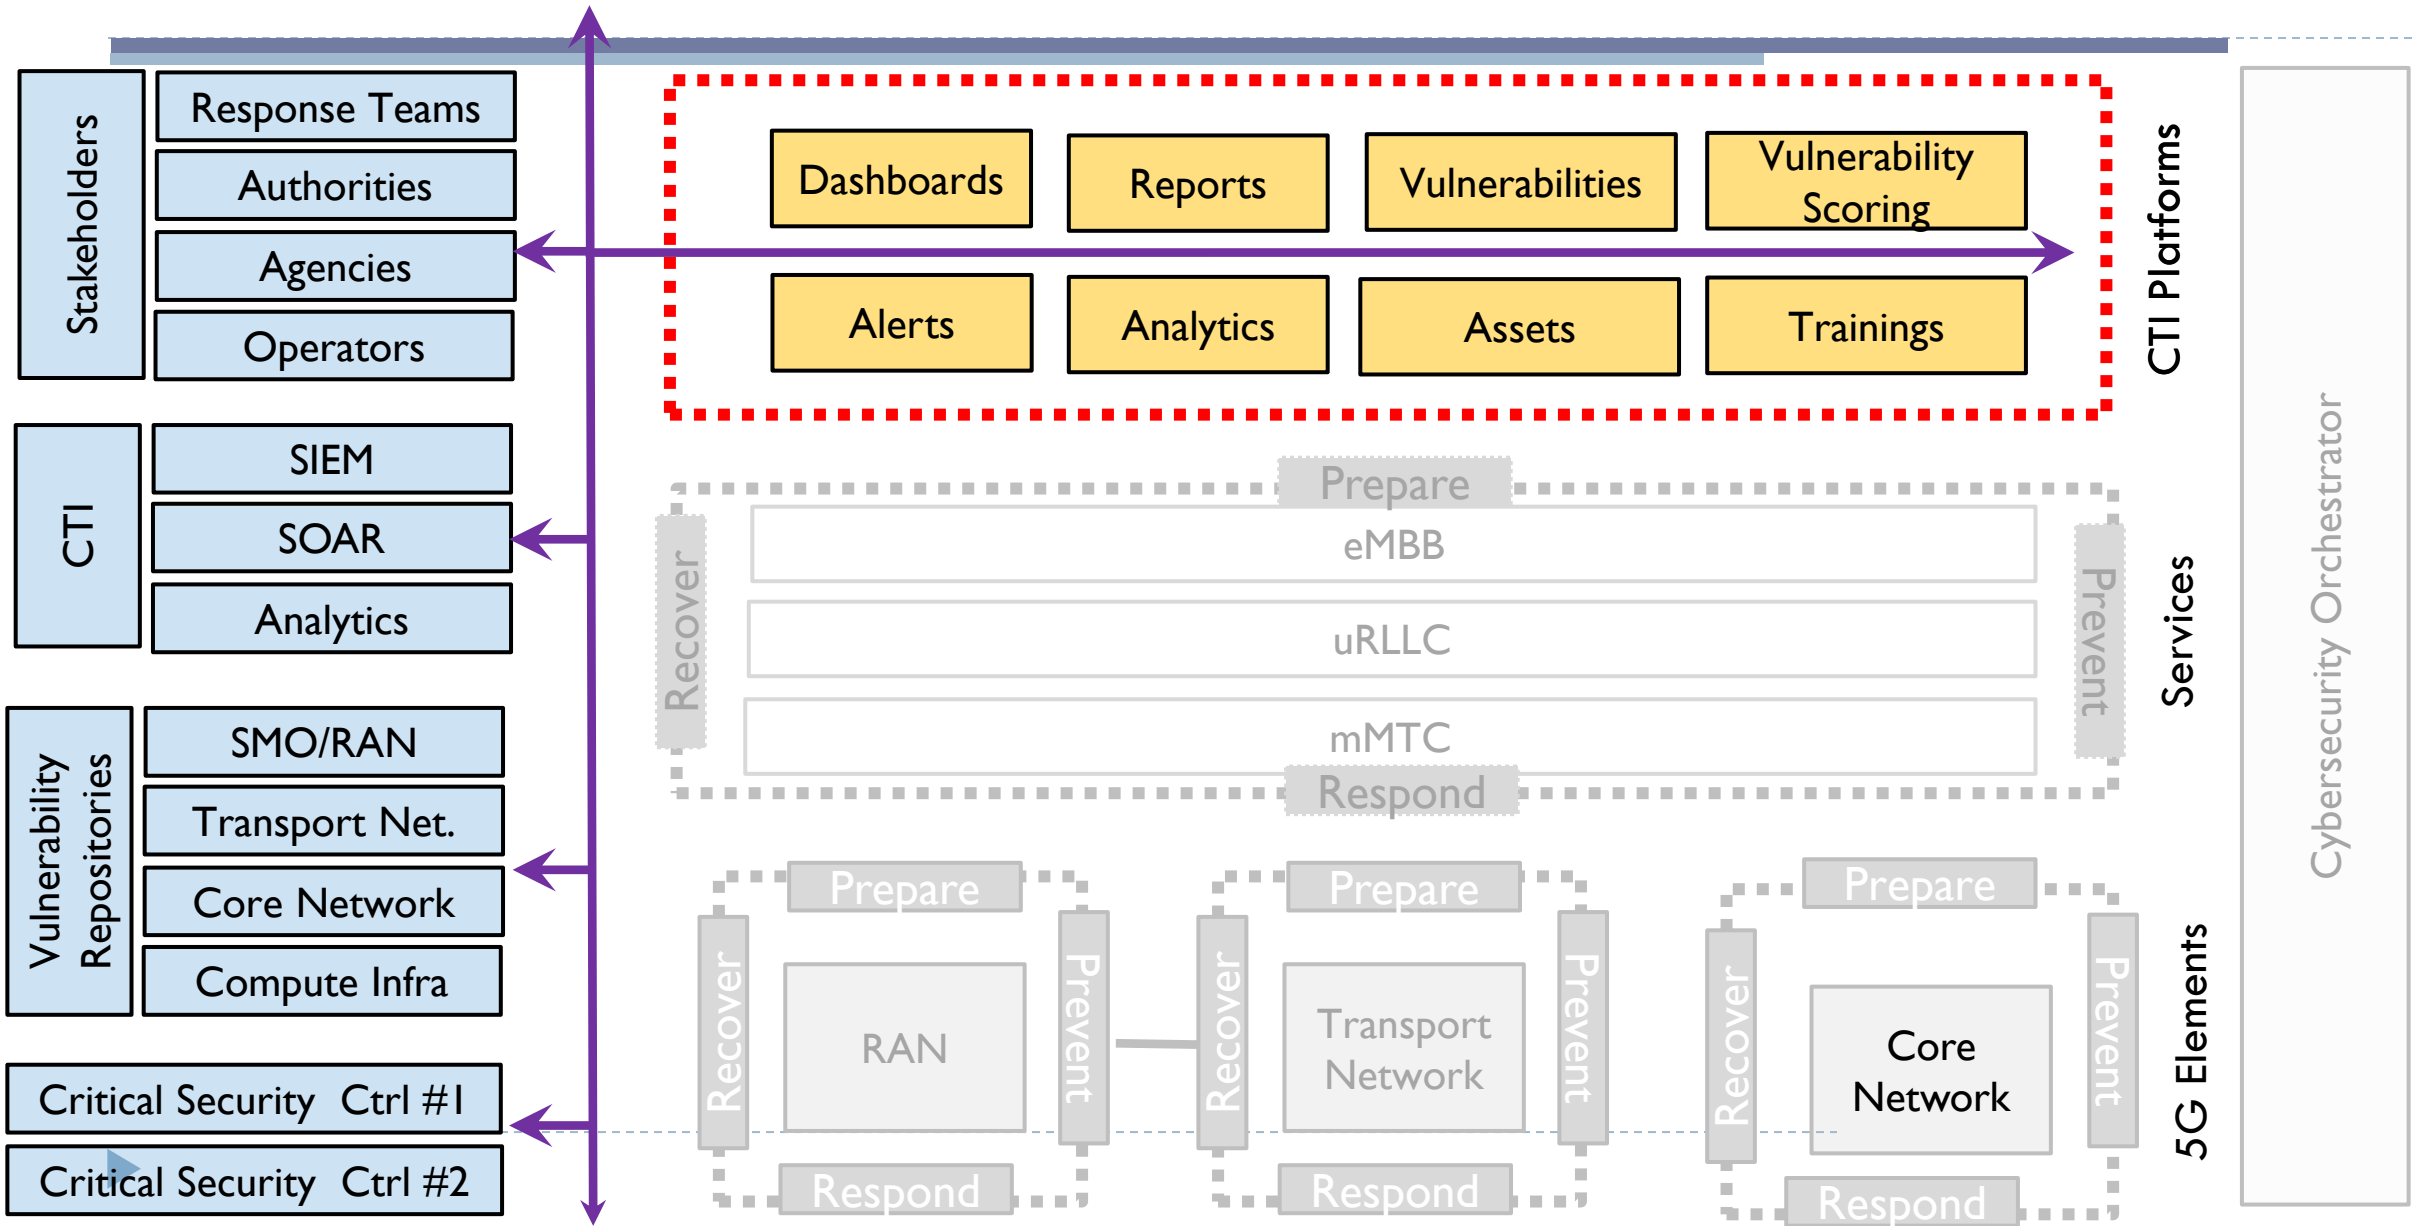 Stakeholders
Response Teams
Authorities
Agencies
Operators
CTI
SIEM
SOAR
Analytics
Vulnerability
Repositories
SMO/RAN
Transport Net.
Core Network
Compute Infra
Critical Security Ctrl #1
Critical Security Ctrl #2
Dashboards
Reports
Vulnerabilities
Vulnerability
Scoring
Alerts
Analytics
Assets
Trainings
CTI Platforms
Prepare
Recover
eMBB
uRLLC
mMTC
Prevent
Respond
Services
Prepare
Recover
RAN
Prevent
Respond
Prepare
Recover
Transport
Network
Prevent
Respond
Prepare
Recover
Core
Network
Prevent
Respond
5G Elements
Cybersecurity Orchestrator